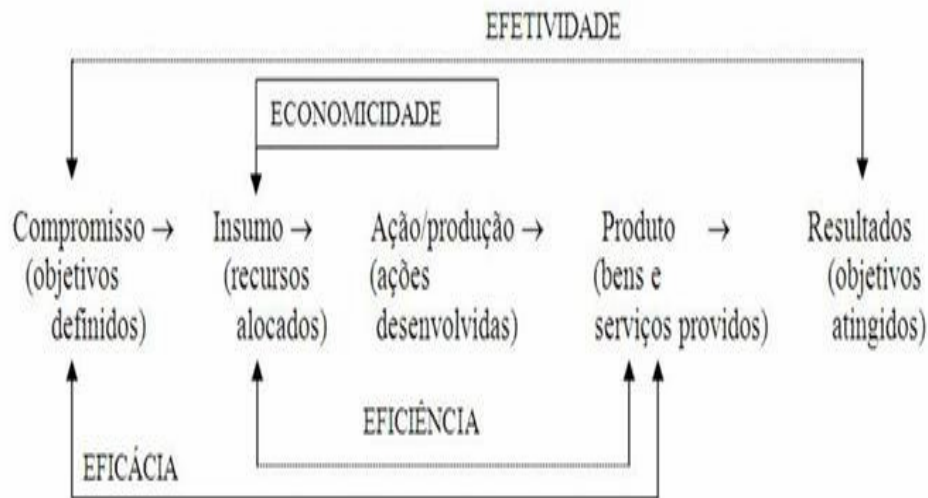 EFETIVIDADE
ECONOMICIDADE
Compromisso → Insumo → Ação/produção → Produto → Resultados
(objetivos (recursos (ações (bens e (objetivos
definidos) alocados) desenvolvidas) serviços providos) atingidos)
EFICIÊNCIA
EFICÁCIA